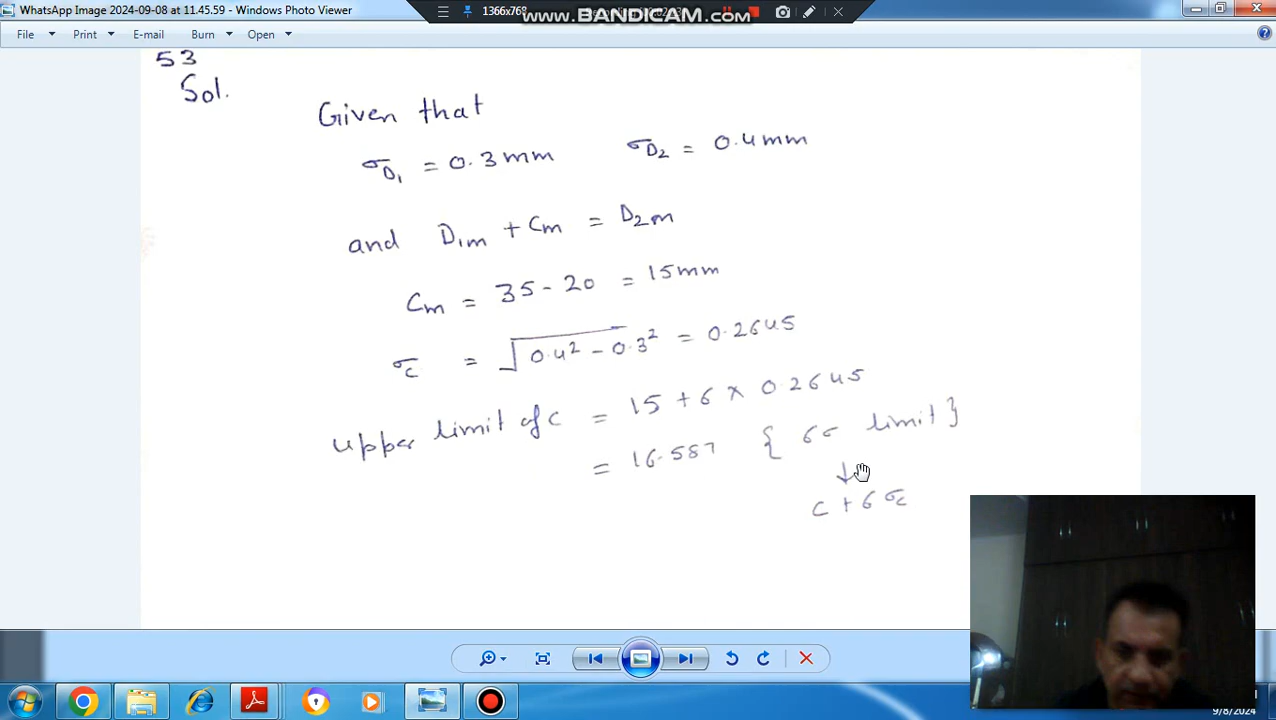 WhatsApp Image 2024-09-08 at 11.45.59 - Windows Photo Viewer
1366x768
www.BANDICAM.com
File Print E-mail Burn Open
53
Sol.
Given that
σD₁ = 0.3 mm σD₂ = 0.4 mm
and D₁m + Cm = D₂m
Cm = 35 - 20 = 15 mm
σc = √0.4² - 0.3² = 0.2645
Upper limit of C = 15 + 6 × 0.2645
= 16.587 { 6σ limit }
↓
C + 6σc
9/8/2024